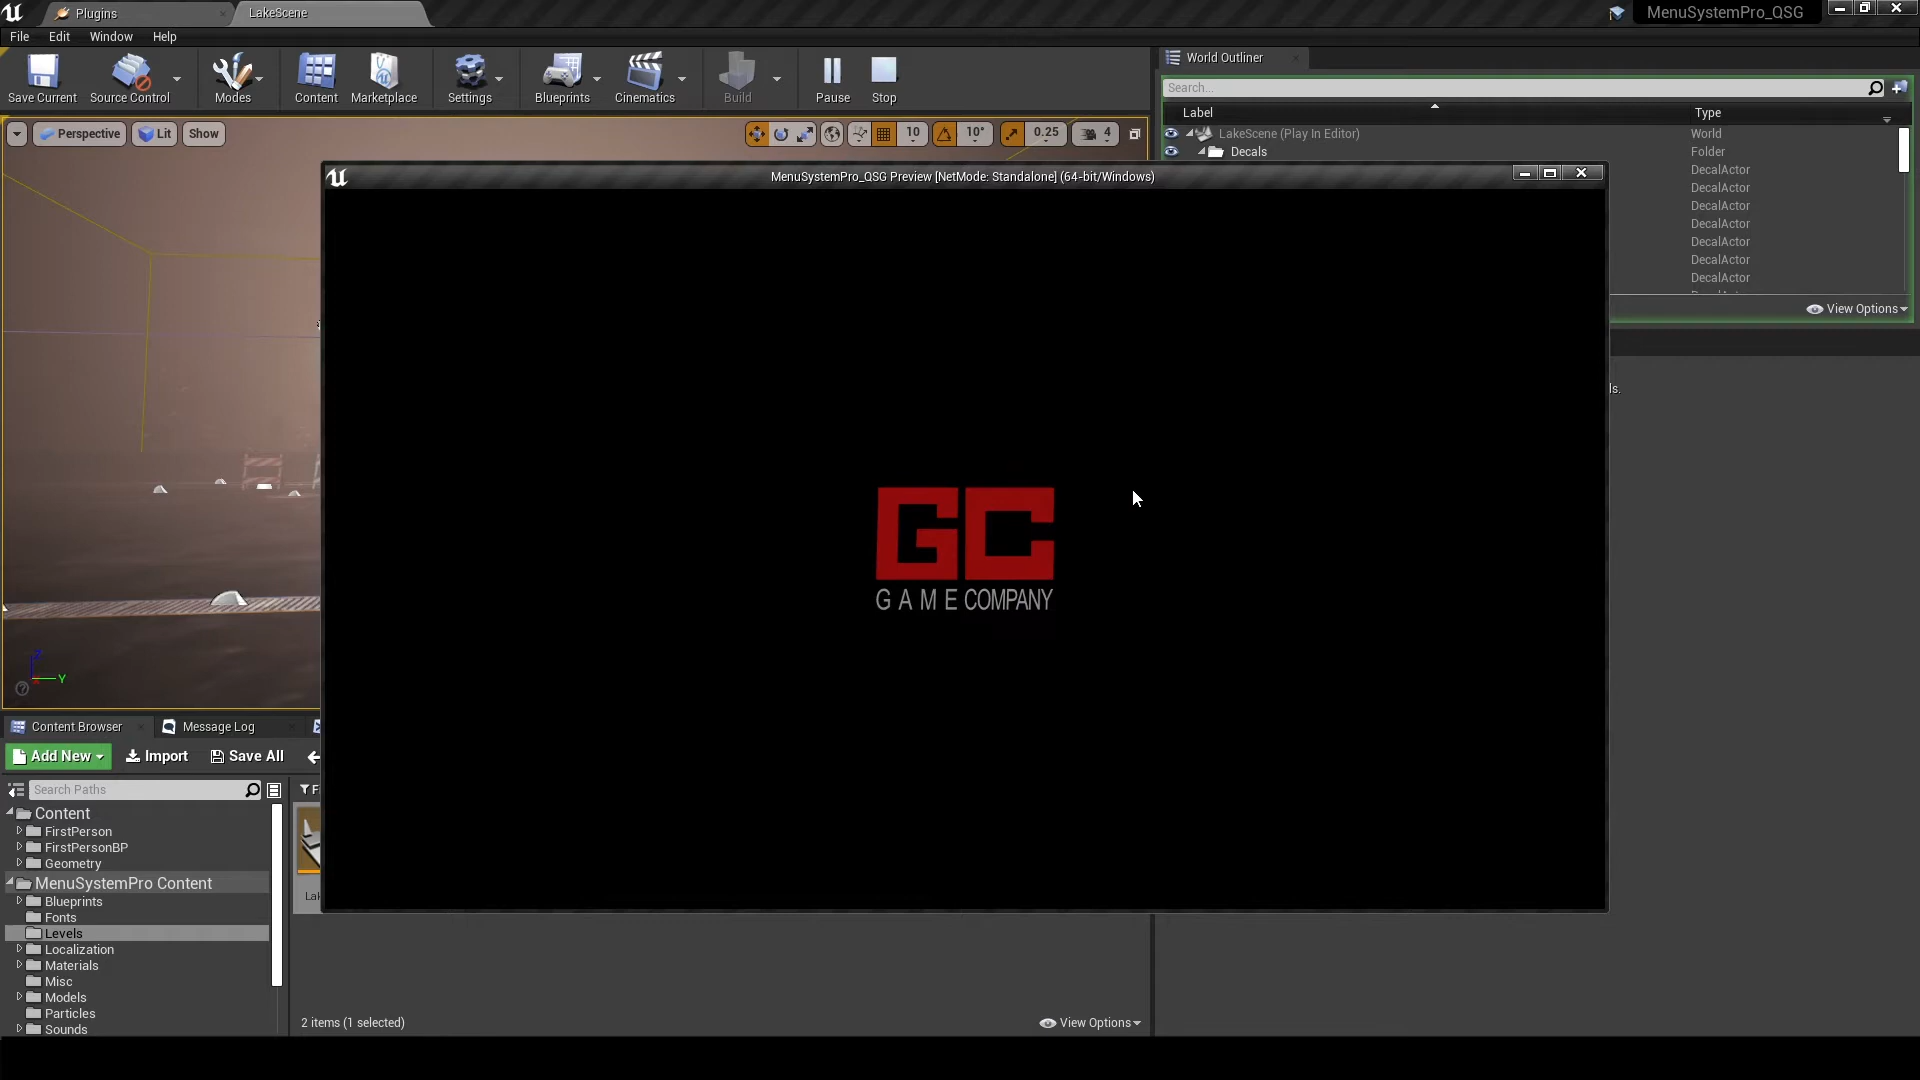 Plugins
LakeScene
MenuSystemPro_QSG
File Edit Window Help
Save Current
Source Control
Modes
Content
Marketplace
Settings
Blueprints
Cinematics
Build
Pause
Stop
World Outliner
Search...
Label
Type
Perspective
Lit
Show
10
10°
0.25
4
LakeScene (Play In Editor)
World
Decals
Folder
DecalActor
DecalActor
DecalActor
DecalActor
DecalActor
DecalActor
DecalActor
View Options
MenuSystemPro_QSG Preview [NetMode: Standalone] (64-bit/Windows)
ls.
GC
GAME COMPANY
Z
Y
Content Browser
Message Log
Add New
Import
Save All
Search Paths
F
Content
FirstPerson
FirstPersonBP
Geometry
MenuSystemPro Content
Blueprints
Fonts
Levels
Localization
Materials
Misc
Models
Particles
Sounds
Lak
2 items (1 selected)
View Options